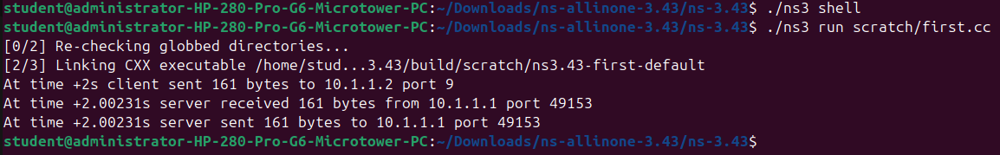 student@administrator-HP-280-Pro-G6-Microtower-PC:~/Downloads/ns-allinone-3.43/ns-3.43$ ./ns3 shell
student@administrator-HP-280-Pro-G6-Microtower-PC:~/Downloads/ns-allinone-3.43/ns-3.43$ ./ns3 run scratch/first.cc
[0/2] Re-checking globbed directories...
[2/3] Linking CXX executable /home/stud...3.43/build/scratch/ns3.43-first-default
At time +2s client sent 161 bytes to 10.1.1.2 port 9
At time +2.00231s server received 161 bytes from 10.1.1.1 port 49153
At time +2.00231s server sent 161 bytes to 10.1.1.1 port 49153
student@administrator-HP-280-Pro-G6-Microtower-PC:~/Downloads/ns-allinone-3.43/ns-3.43$